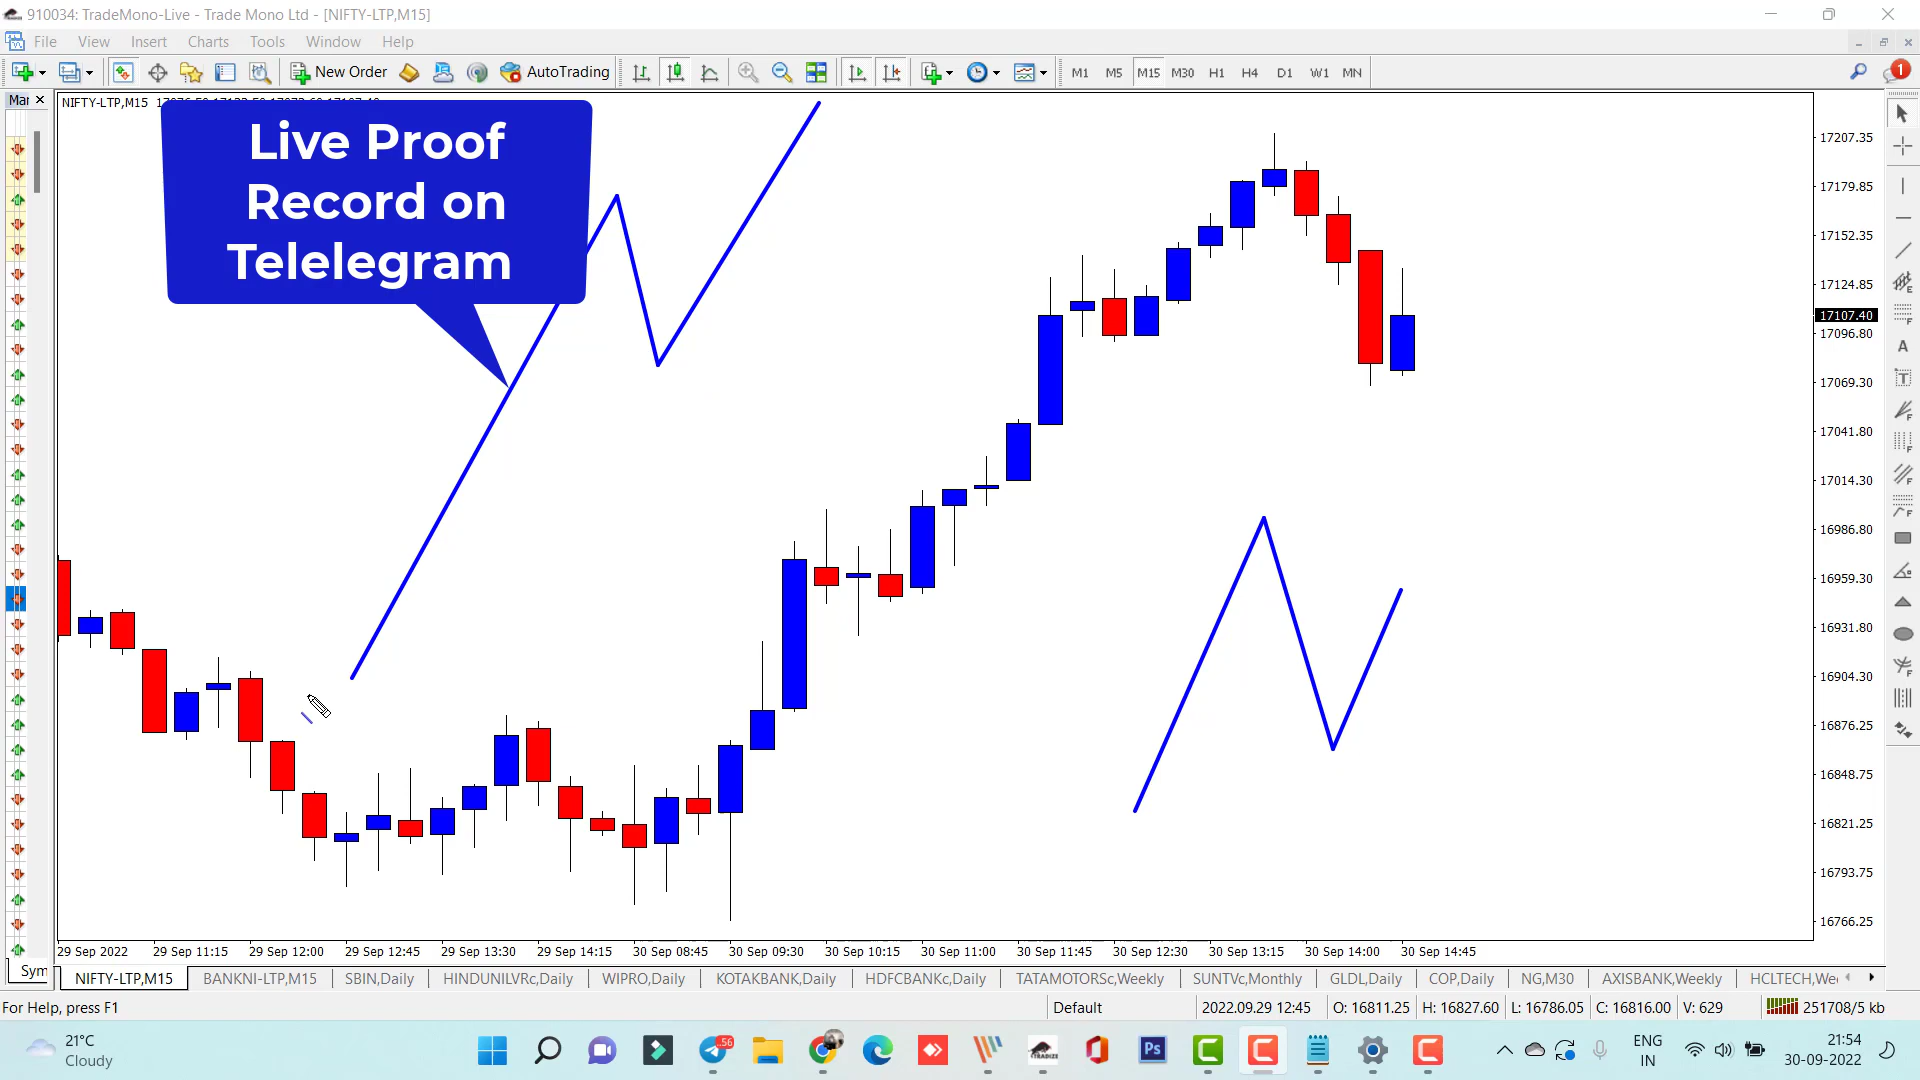 910034: TradeMono-Live - Trade Mono Ltd - [NIFTY-LTP,M15]
File View Insert Charts Tools Window Help
New Order AutoTrading M1 M5 M15 M30 H1 H4 D1 W1 MN 1
Mar
NIFTY-LTP,M15
Live Proof
Record on
Telelegram
17207.35
17179.85
17152.35
17124.85
17107.40
17096.80
17069.30
17041.80
17014.30
16986.80
16959.30
16931.80
16904.30
16876.25
16848.75
16821.25
16793.75
16766.25
29 Sep 2022 29 Sep 11:15 29 Sep 12:00 29 Sep 12:45 29 Sep 13:30 29 Sep 14:15 30 Sep 08:45 30 Sep 09:30 30 Sep 10:15 30 Sep 11:00 30 Sep 11:45 30 Sep 12:30 30 Sep 13:15 30 Sep 14:00 30 Sep 14:45
Sym NIFTY-LTP,M15 BANKNI-LTP,M15 SBIN,Daily HINDUNILVRc,Daily WIPRO,Daily KOTAKBANK,Daily HDFCBANKc,Daily TATAMOTORSc,Weekly SUNTVc,Monthly GLDL,Daily COP,Daily NG,M30 AXISBANK,Weekly HCLTECH,We
For Help, press F1 Default 2022.09.29 12:45 O: 16811.25 H: 16827.60 L: 16786.05 C: 16816.00 V: 629 251708/5 kb
21°C
Cloudy
56
TRADIZE
Ps
ENG
IN
21:54
30-09-2022